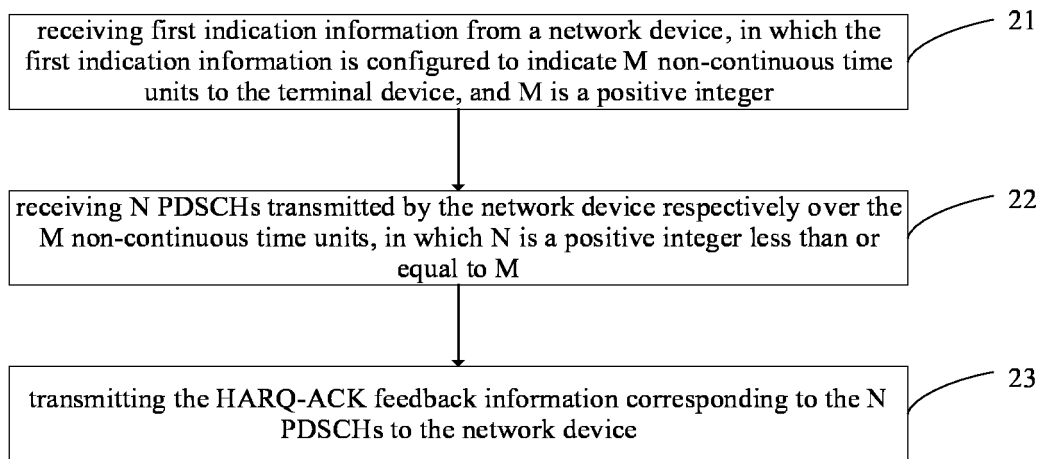 receiving first indication information from a network device, in which the
first indication information is configured to indicate M non-continuous time
units to the terminal device, and M is a positive integer
21
receiving N PDSCHs transmitted by the network device respectively over the
M non-continuous time units, in which N is a positive integer less than or
equal to M
22
transmitting the HARQ-ACK feedback information corresponding to the N
PDSCHs to the network device
23